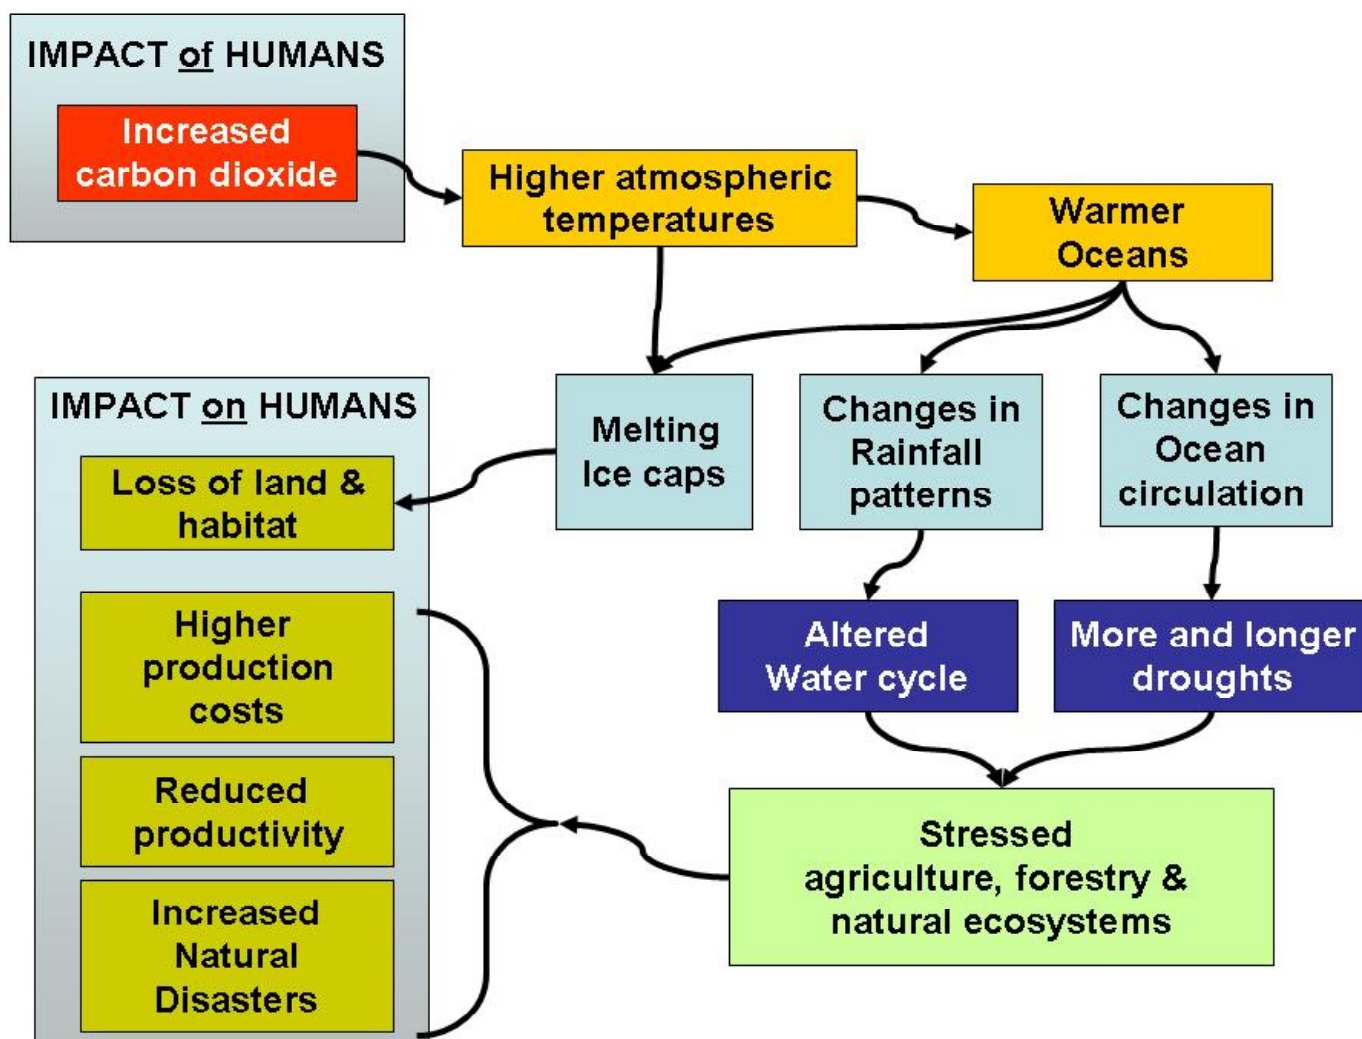 IMPACT of HUMANS
Increased
carbon dioxide
Higher atmospheric
temperatures
Warmer
Oceans
Melting
Ice caps
Changes in
Rainfall
patterns
Changes in
Ocean
circulation
IMPACT on HUMANS
Loss of land &
habitat
Higher
production
costs
Reduced
productivity
Increased
Natural
Disasters
Altered
Water cycle
More and longer
droughts
Stressed
agriculture, forestry &
natural ecosystems